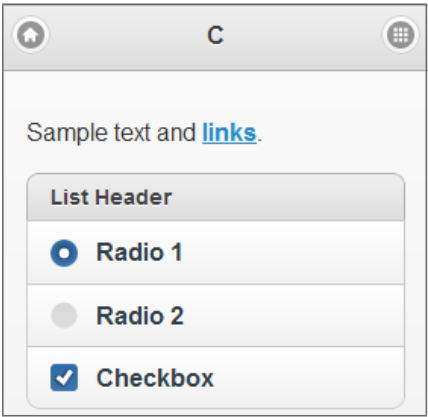 C
Sample text and links.
List Header
Radio 1
Radio 2
Checkbox